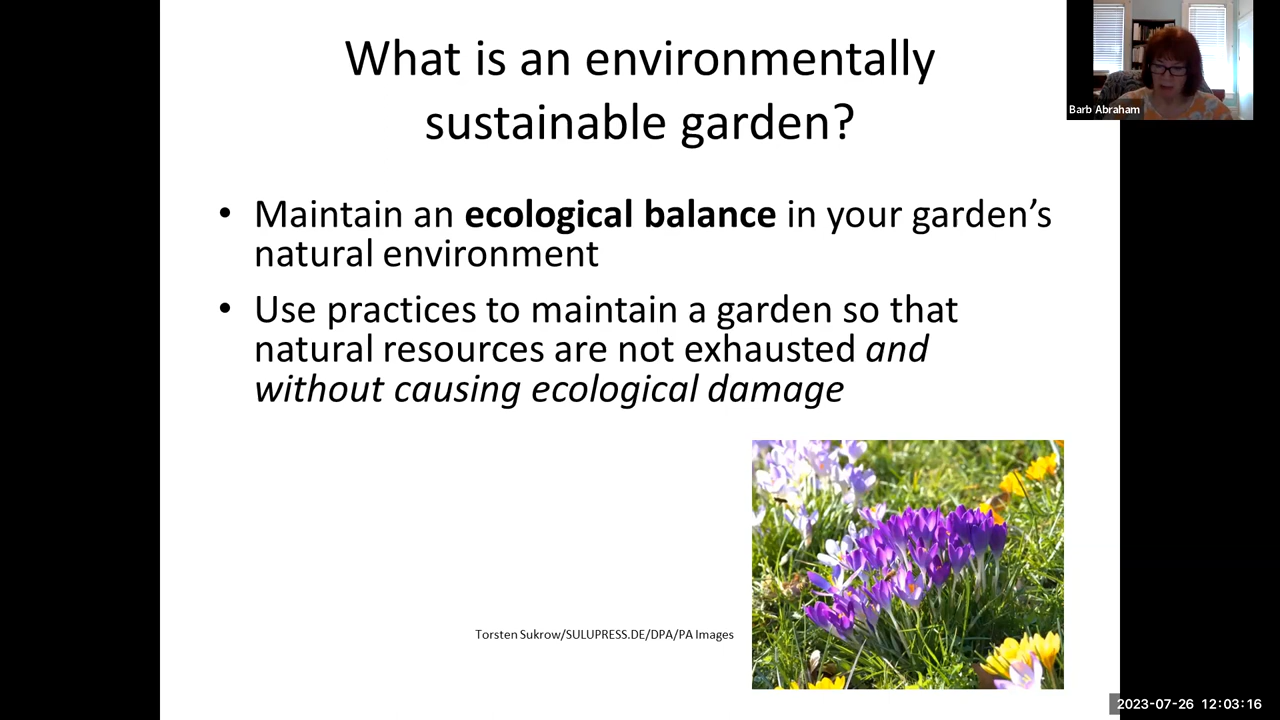 What is an environmentally
sustainable garden?
Barb Abraham
• Maintain an ecological balance in your garden’s
natural environment
• Use practices to maintain a garden so that
natural resources are not exhausted and
without causing ecological damage
Torsten Sukrow/SULUPRESS.DE/DPA/PA Images
2023-07-26 12:03:16